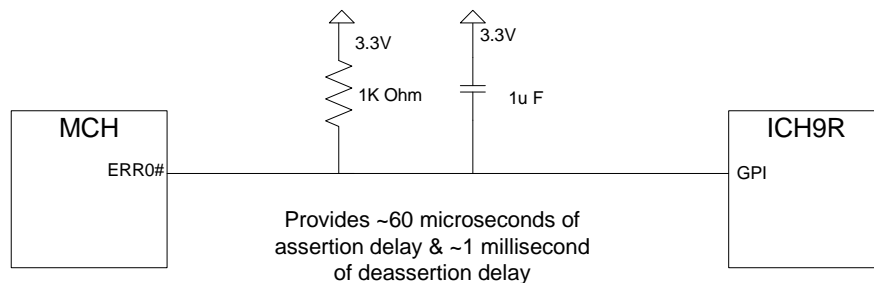 3.3V
3.3V
1K Ohm
1u F
MCH
ICH9R
ERR0#
GPI
Provides ~60 microseconds of
assertion delay & ~1 millisecond
of deassertion delay